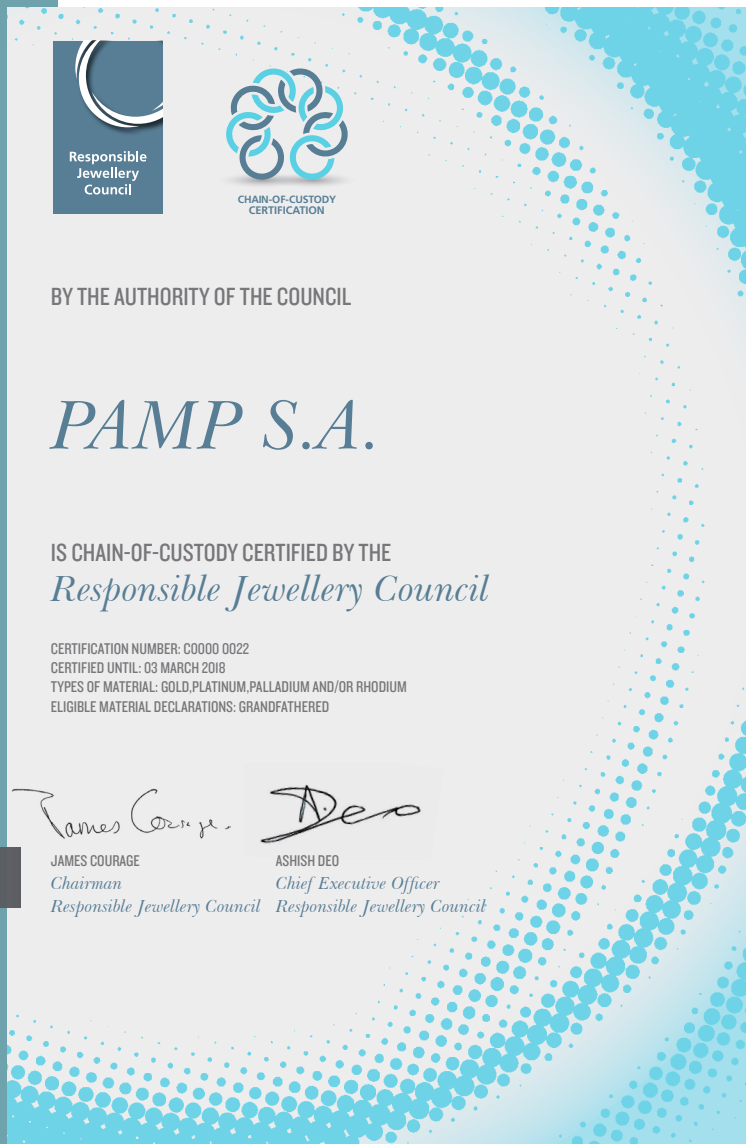 Responsible
Jewellery
Council
CHAIN-OF-CUSTODY
CERTIFICATION
BY THE AUTHORITY OF THE COUNCIL
PAMP S.A.
IS CHAIN-OF-CUSTODY CERTIFIED BY THE
Responsible Jewellery Council
CERTIFICATION NUMBER: C0000 0022
CERTIFIED UNTIL: 03 MARCH 2018
TYPES OF MATERIAL: GOLD,PLATINUM,PALLADIUM AND/OR RHODIUM
ELIGIBLE MATERIAL DECLARATIONS: GRANDFATHERED
James Courage.
A.Deo
JAMES COURAGE
ASHISH DEO
Chairman
Chief Executive Officer
Responsible Jewellery Council
Responsible Jewellery Council